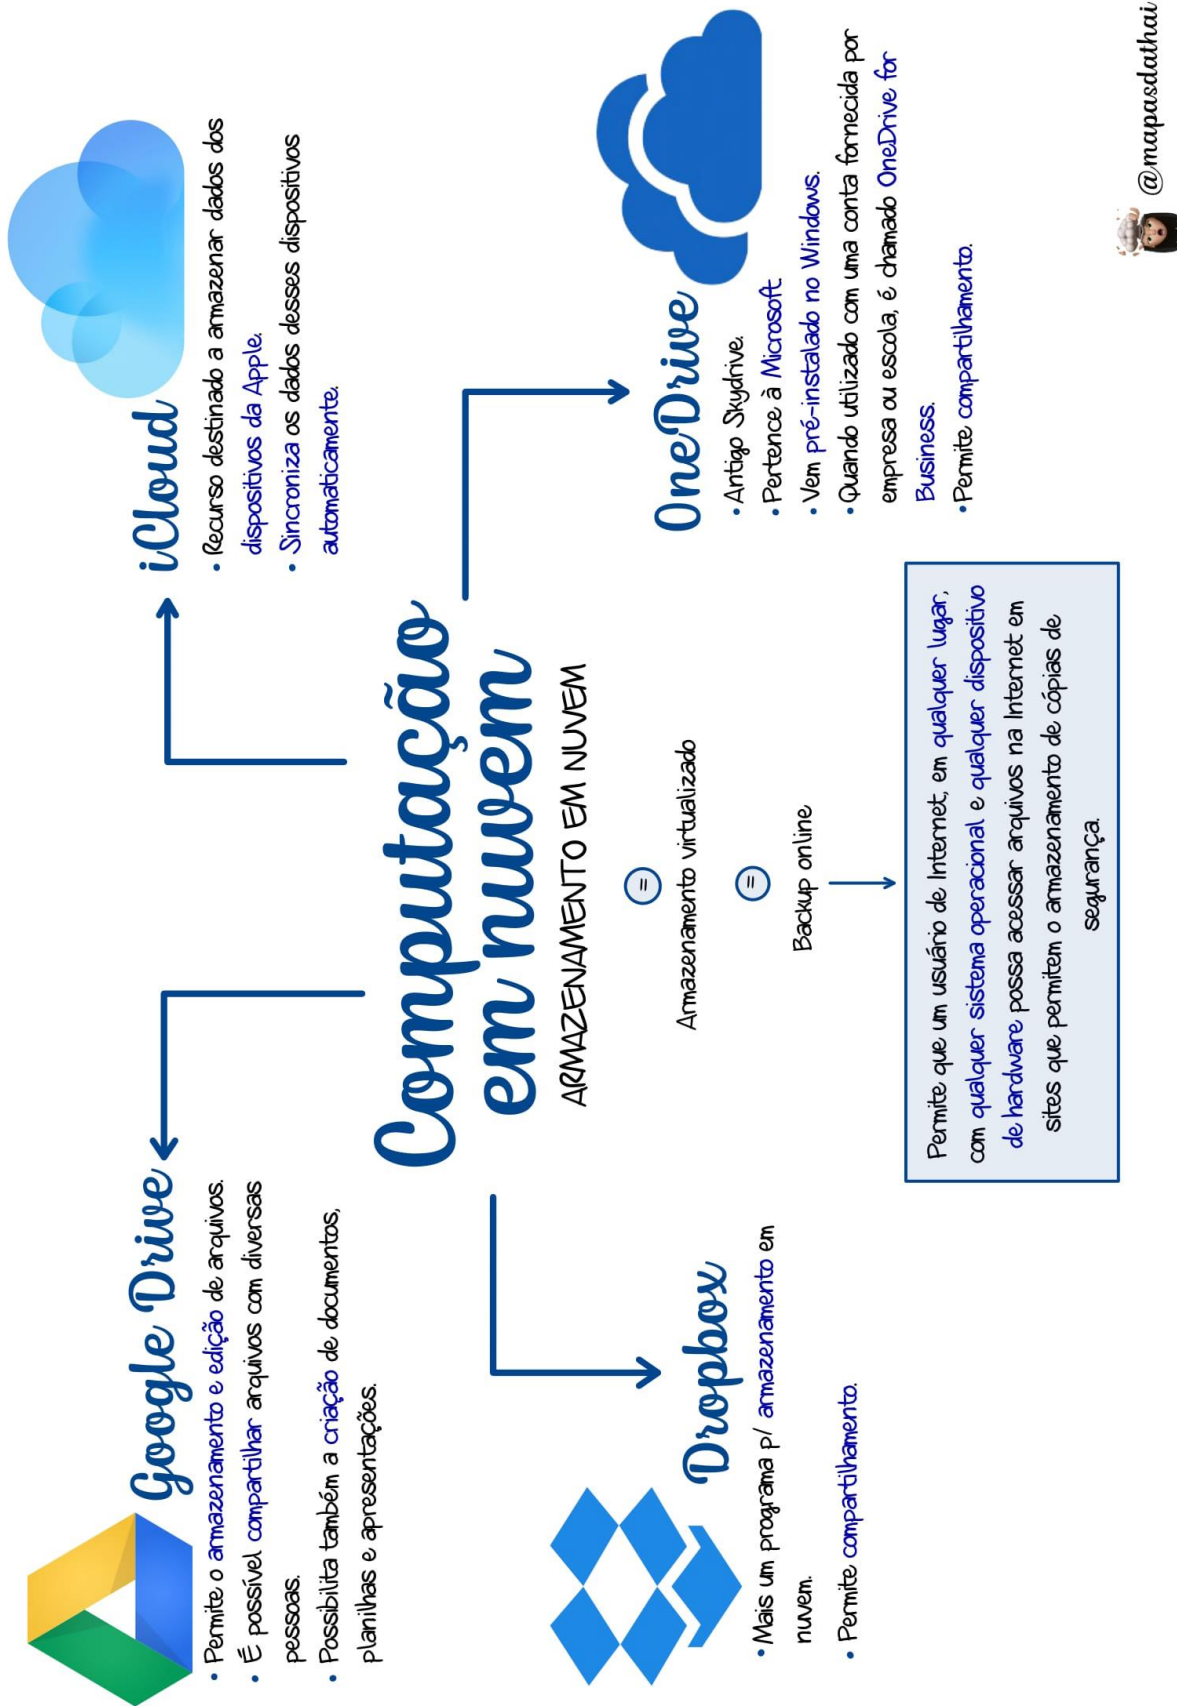 Google Drive
• Permite o armazenamento e edição de arquivos.
• É possível compartilhar arquivos com diversas
pessoas.
• Possibilita também a criação de documentos,
planilhas e apresentações.
iCloud
• Recurso destinado a armazenar dados dos
dispositivos da Apple.
• Sincroniza os dados desses dispositivos
automaticamente.
Computação
em nuvem
ARMAZENAMENTO EM NUVEM
=
Armazenamento virtualizado
=
Backup online
Permite que um usuário de Internet, em qualquer lugar,
com qualquer sistema operacional e qualquer dispositivo
de hardware possa acessar arquivos na Internet em
sites que permitem o armazenamento de cópias de
segurança.
Dropbox
• Mais um programa p/ armazenamento em
nuvem.
• Permite compartilhamento.
OneDrive
• Antigo Skydrive.
• Pertence à Microsoft
• Vem pré-instalado no Windows.
• Quando utilizado com uma conta fornecida por
empresa ou escola, é chamado OneDrive for
Business.
• Permite compartilhamento.
@mapasdathai